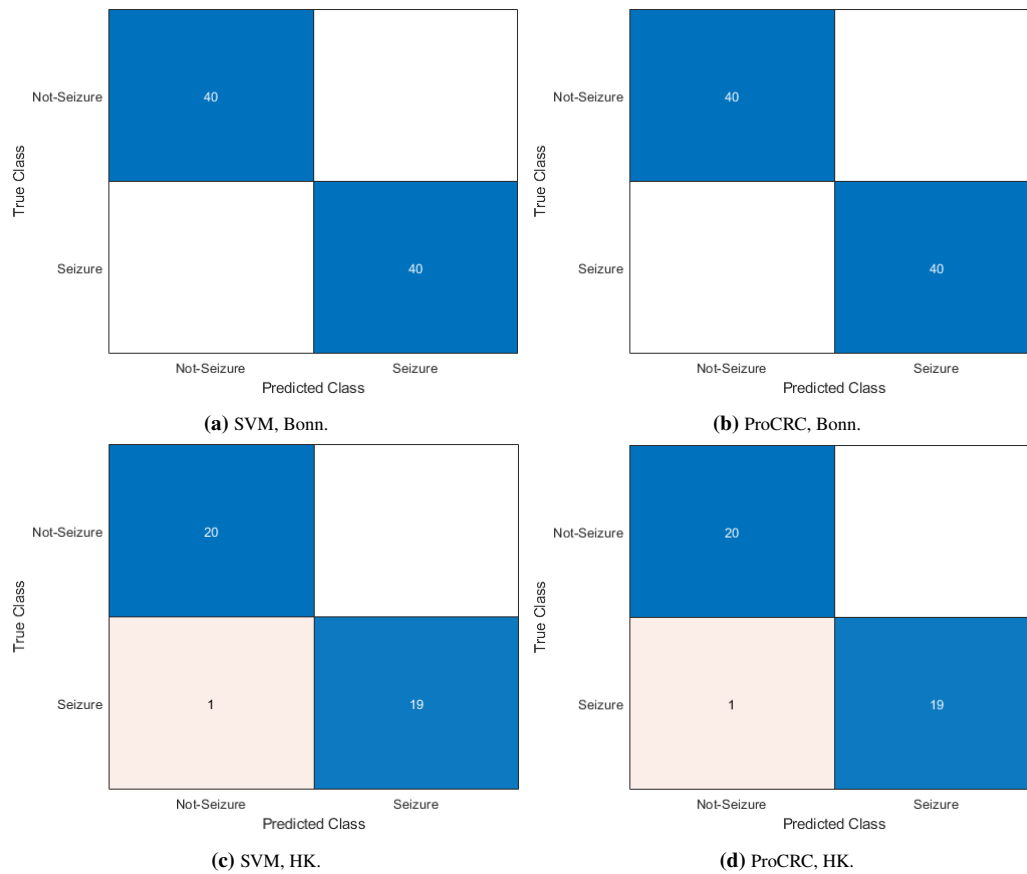 Not-Seizure
40
True Class
Seizure
40
Not-Seizure
Seizure
Predicted Class
(a) SVM, Bonn.
Not-Seizure
40
True Class
Seizure
40
Not-Seizure
Seizure
Predicted Class
(b) ProCRC, Bonn.
Not-Seizure
20
True Class
Seizure
1
19
Not-Seizure
Seizure
Predicted Class
(c) SVM, HK.
Not-Seizure
20
True Class
Seizure
1
19
Not-Seizure
Seizure
Predicted Class
(d) ProCRC, HK.